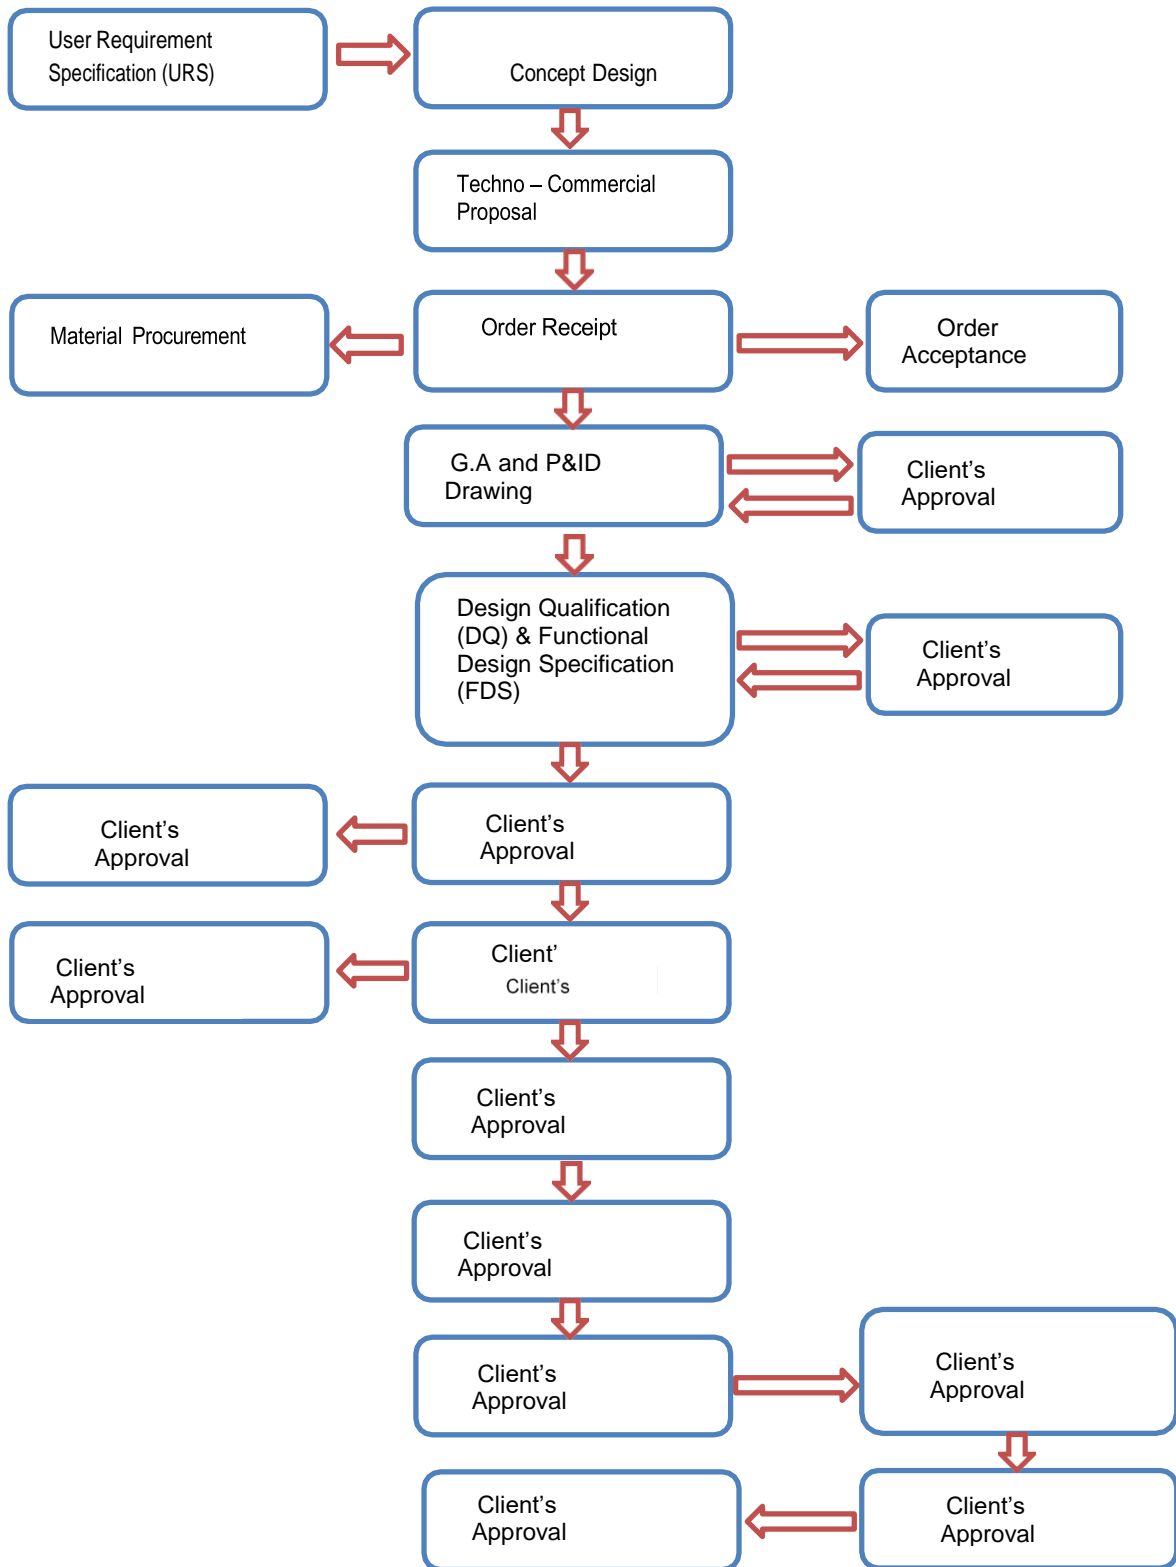 User Requirement
Specification (URS)
Concept Design
Techno – Commercial
Proposal
Material Procurement
Order Receipt
Order
Acceptance
G.A and P&ID
Drawing
Client's
Approval
Design Qualification
(DQ) & Functional
Design Specification
(FDS)
Client's
Approval
Client's
Approval
Client's
Approval
Client's
Approval
Client'
Client's
Client's
Approval
Client's
Approval
Client's
Approval
Client's
Approval
Client's
Approval
Client's
Approval